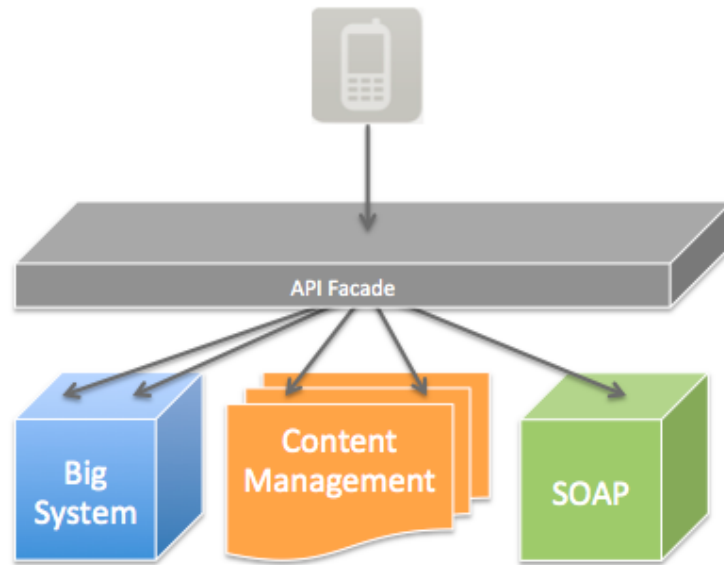 API Facade
Big
System
Content
Management
SOAP